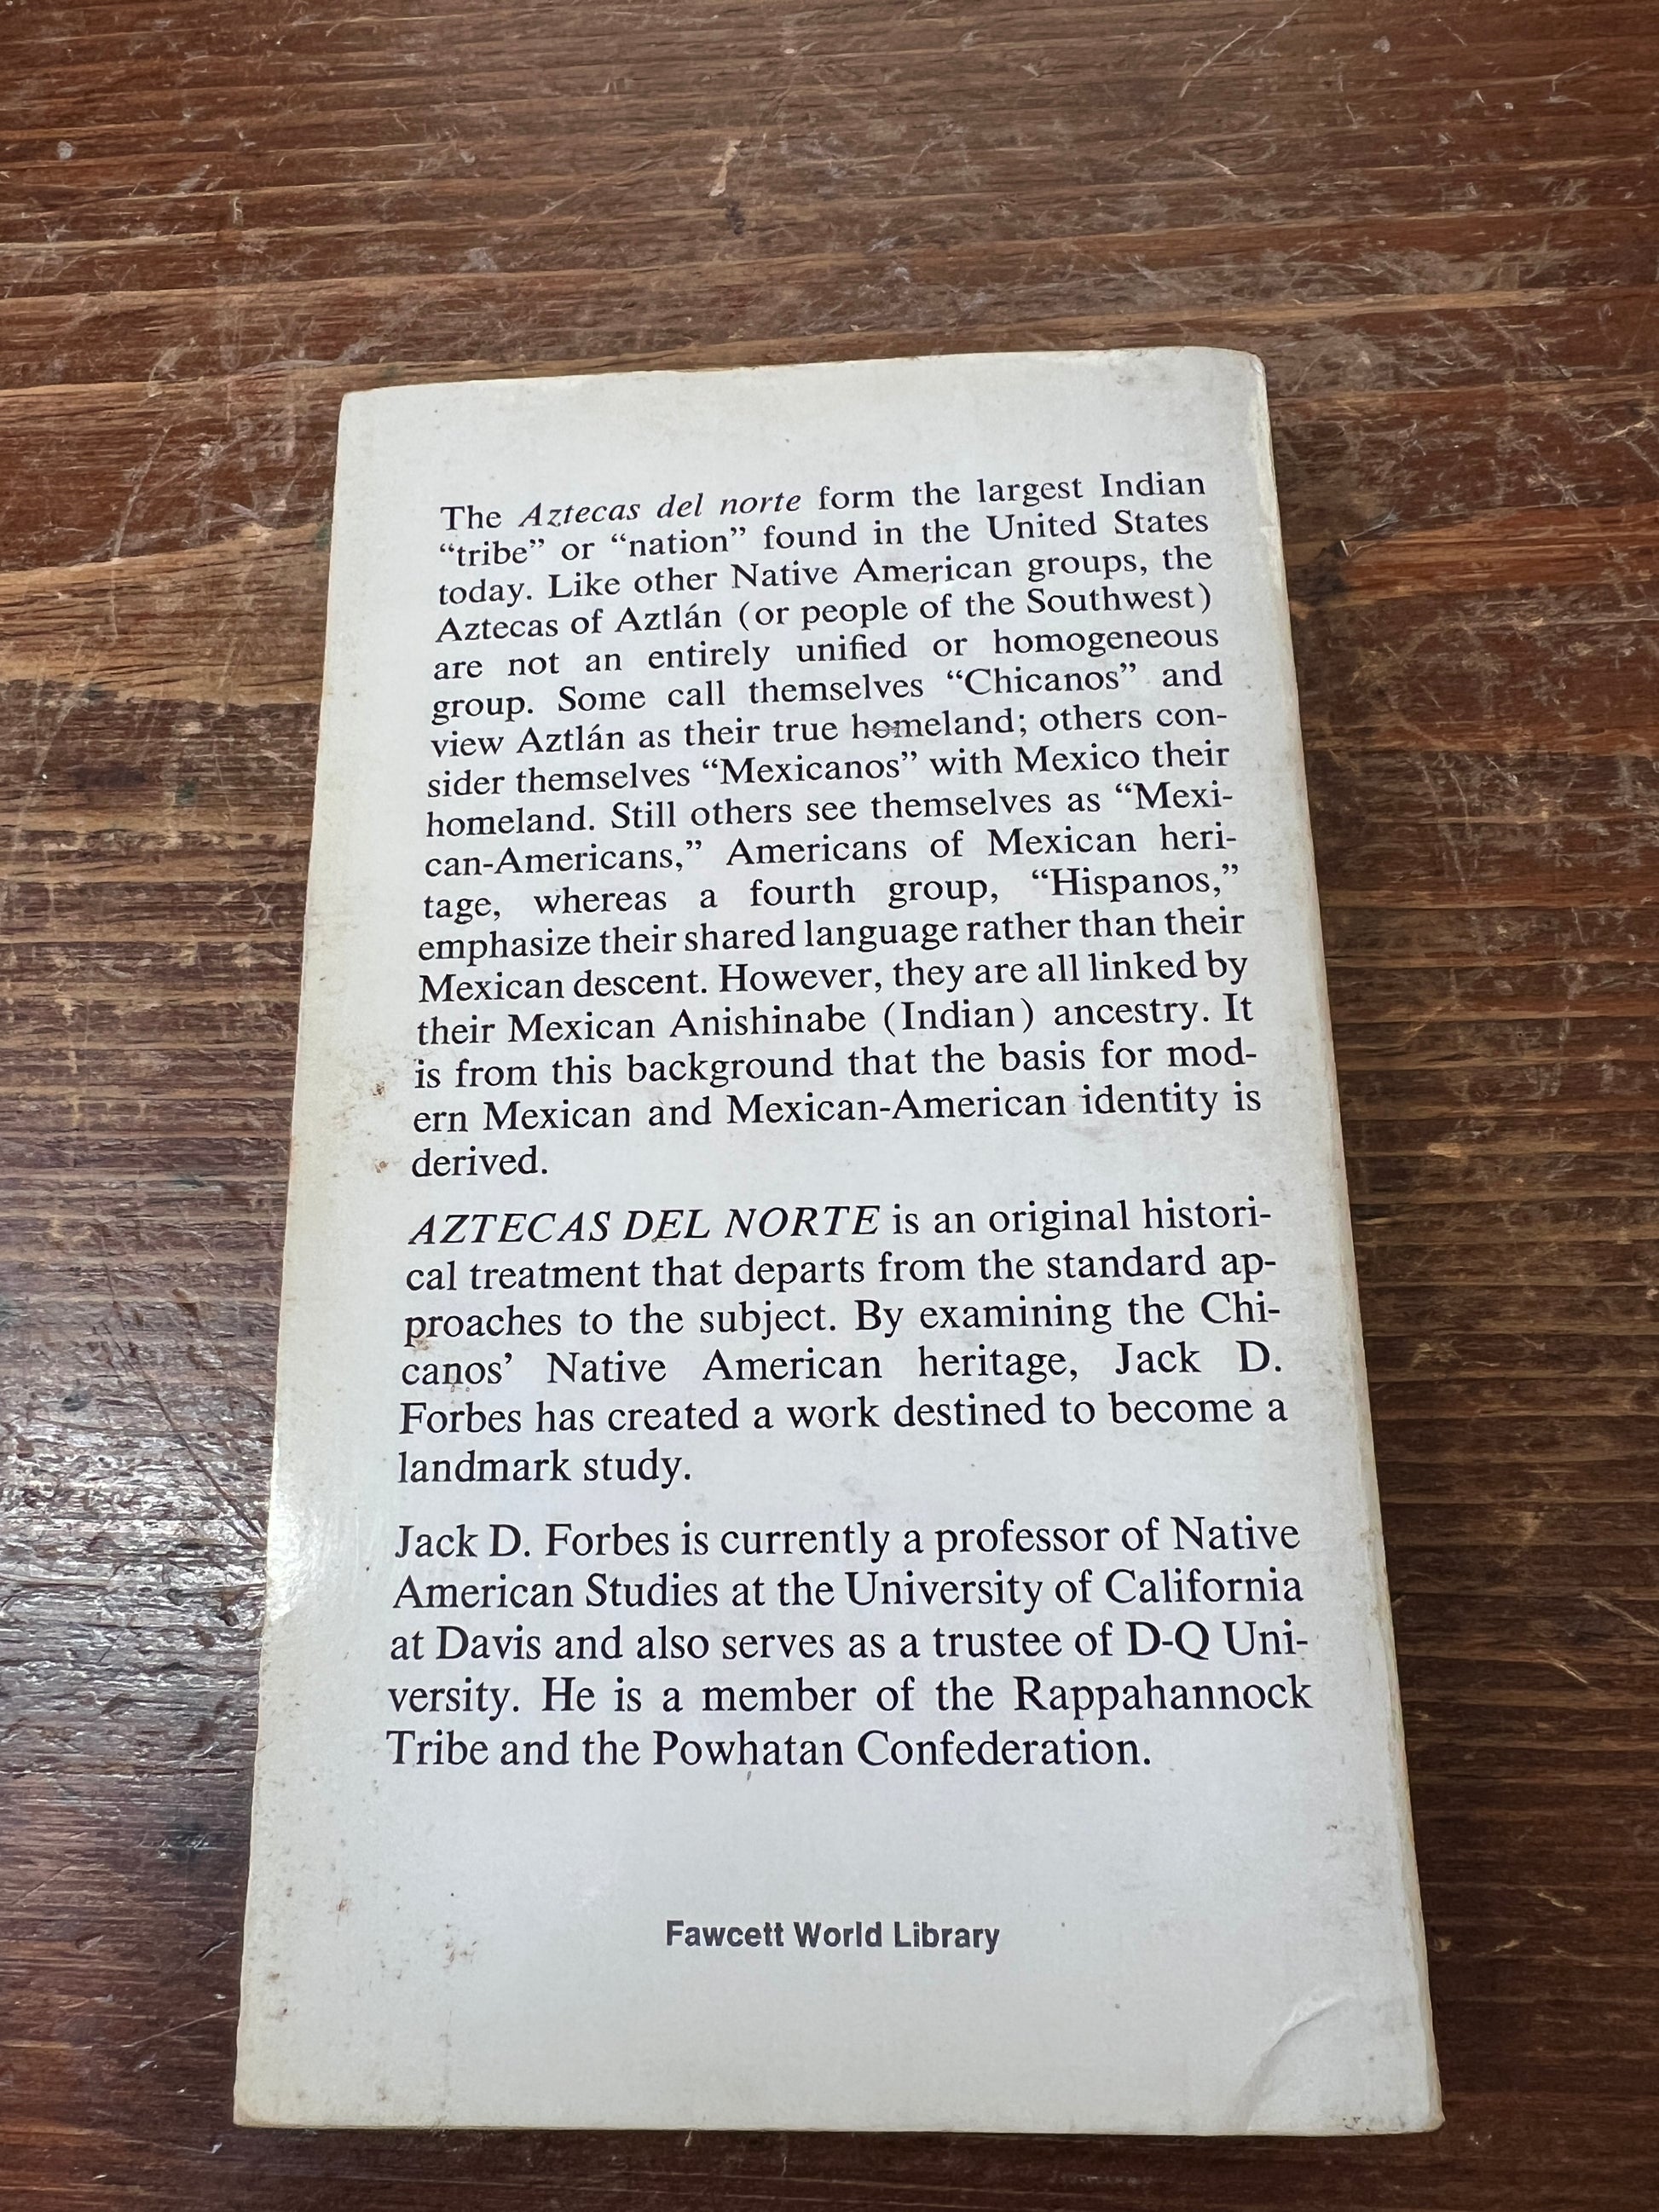 The Aztecas del norte form the largest Indian
“tribe” or “nation” found in the United States
today. Like other Native American groups, the
Aztecas of Aztlán (or people of the Southwest)
are not an entirely unified or homogeneous
group. Some call themselves “Chicanos” and
view Aztlán as their true homeland; others con-
sider themselves “Mexicanos” with Mexico their
homeland. Still others see themselves as “Mexi-
can-Americans,” Americans of Mexican heri-
tage, whereas a fourth group, “Hispanos,”
emphasize their shared language rather than their
Mexican descent. However, they are all linked by
their Mexican Anishinabe (Indian) ancestry. It
is from this background that the basis for mod-
ern Mexican and Mexican-American identity is
derived.
AZTECAS DEL NORTE is an original histori-
cal treatment that departs from the standard ap-
proaches to the subject. By examining the Chi-
canos’ Native American heritage, Jack D.
Forbes has created a work destined to become a
landmark study.
Jack D. Forbes is currently a professor of Native
American Studies at the University of California
at Davis and also serves as a trustee of D-Q Uni-
versity. He is a member of the Rappahannock
Tribe and the Powhatan Confederation.
Fawcett World Library